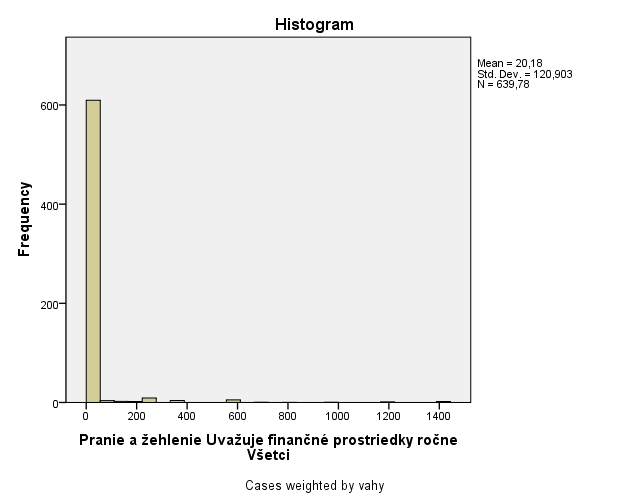 Histogram
Mean = 20,18
Std. Dev. = 120,903
N = 639,78
Frequency
600
400
200
0
0 200 400 600 800 1000 1200 1400
Pranie a žehlenie Uvažuje finančné prostriedky ročne
Všetci
Cases weighted by vahy